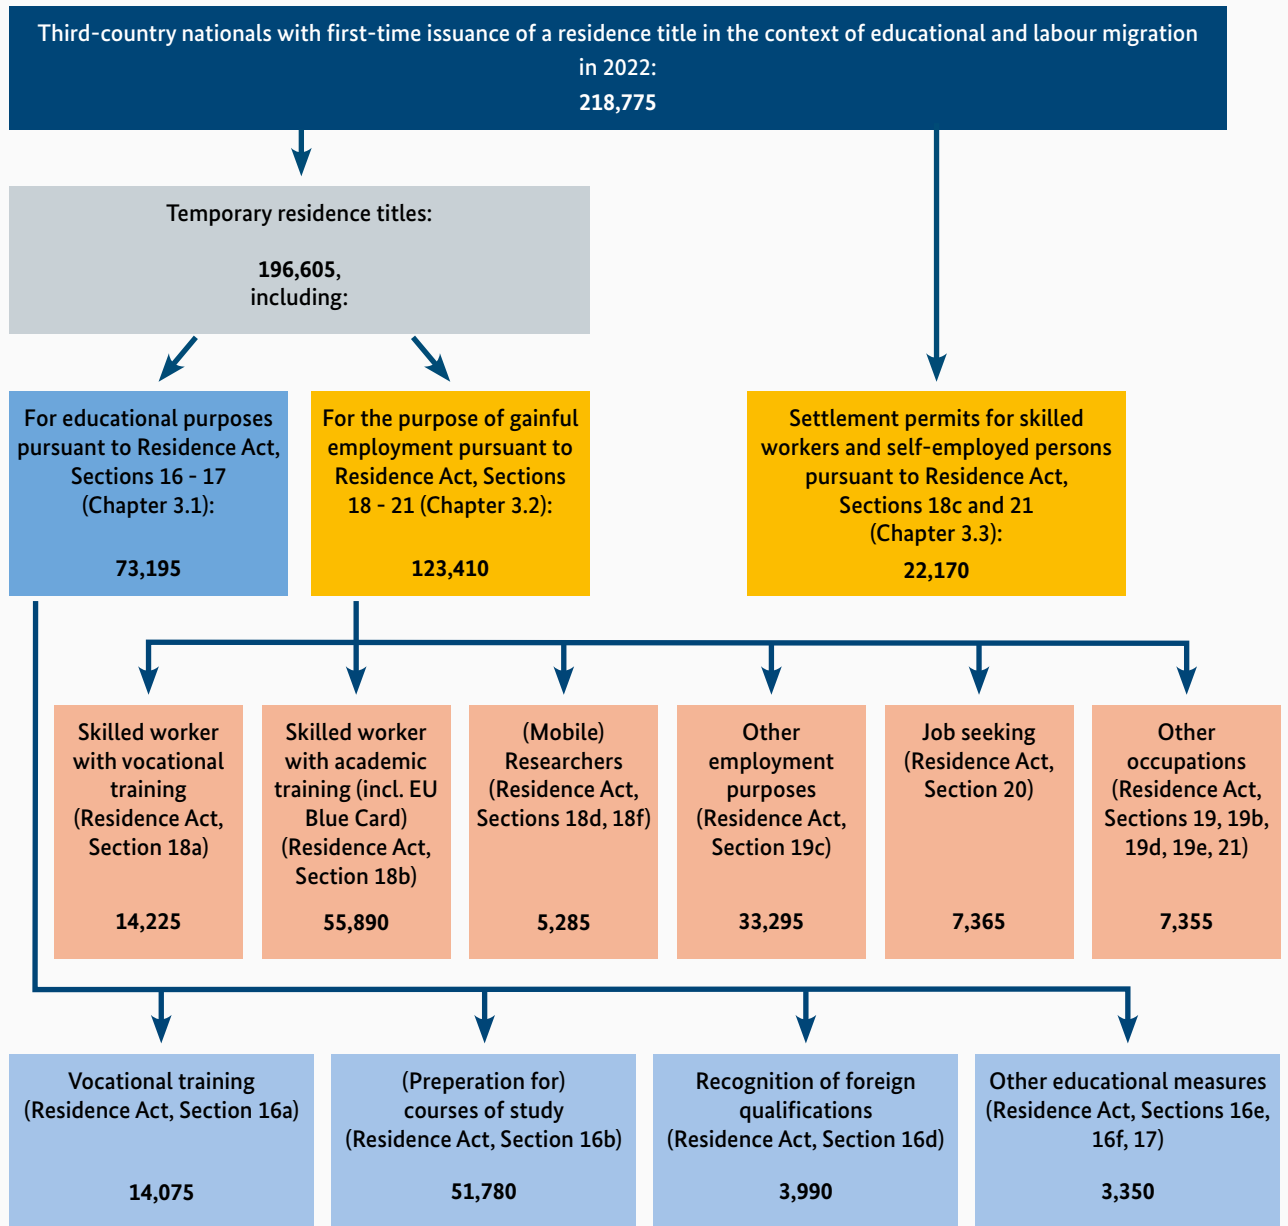 Third-country nationals with first-time issuance of a residence title in the context of educational and labour migration
in 2022:
218,775
Temporary residence titles:
196,605,
including:
For educational purposes
pursuant to Residence Act,
Sections 16 - 17
(Chapter 3.1):
73,195
For the purpose of gainful
employment pursuant to
Residence Act, Sections
18 - 21 (Chapter 3.2):
123,410
Settlement permits for skilled
workers and self-employed persons
pursuant to Residence Act,
Sections 18c and 21
(Chapter 3.3):
22,170
Skilled worker
with vocational
training
(Residence Act,
Section 18a)
14,225
Skilled worker
with academic
training (incl. EU
Blue Card)
(Residence Act,
Section 18b)
55,890
(Mobile)
Researchers
(Residence Act,
Sections 18d, 18f)
5,285
Other
employment
purposes
(Residence Act,
Section 19c)
33,295
Job seeking
(Residence Act,
Section 20)
7,365
Other
occupations
(Residence Act,
Sections 19, 19b,
19d, 19e, 21)
7,355
Vocational training
(Residence Act, Section 16a)
14,075
(Preparation for)
courses of study
(Residence Act, Section 16b)
51,780
Recognition of foreign
qualifications
(Residence Act, Section 16d)
3,990
Other educational measures
(Residence Act, Sections 16e,
16f, 17)
3,350